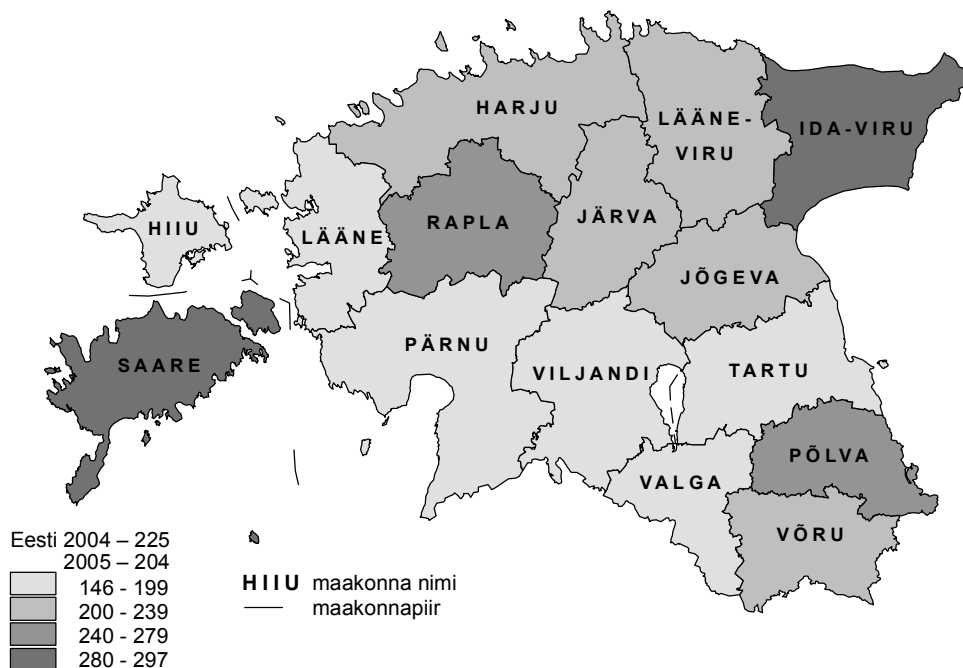 HARJU
LÄÄNE-
VIRU
IDA-VIRU
HIIU
LÄÄNE
RAPLA
JÄRVA
JÕGEVA
SAARE
PÄRNU
VILJANDI
TARTU
VALGA
PÕLVA
VÕRU
Eesti 2004 – 225
2005 – 204
146 - 199
200 - 239
240 - 279
280 - 297
HIIU maakonna nimi
maakonnapiir